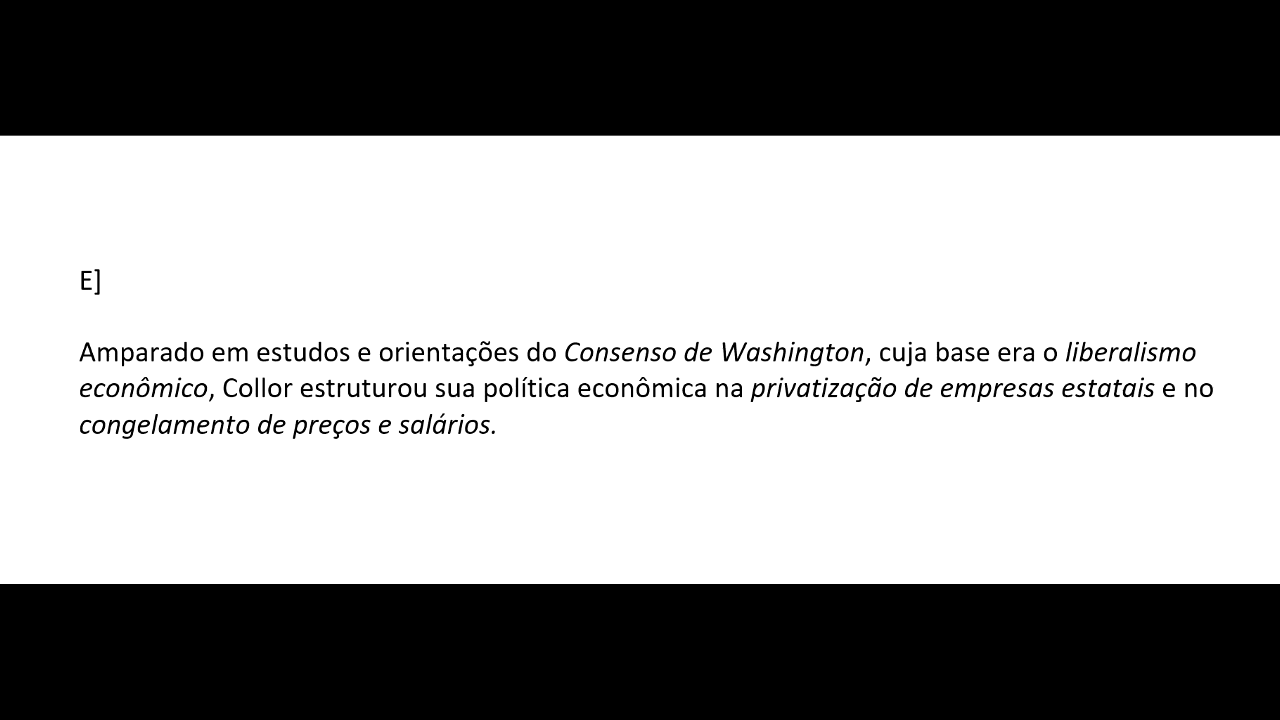 E]
Amparado em estudos e orientações do Consenso de Washington, cuja base era o liberalismo
econômico, Collor estruturou sua política econômica na privatização de empresas estatais e no
congelamento de preços e salários.